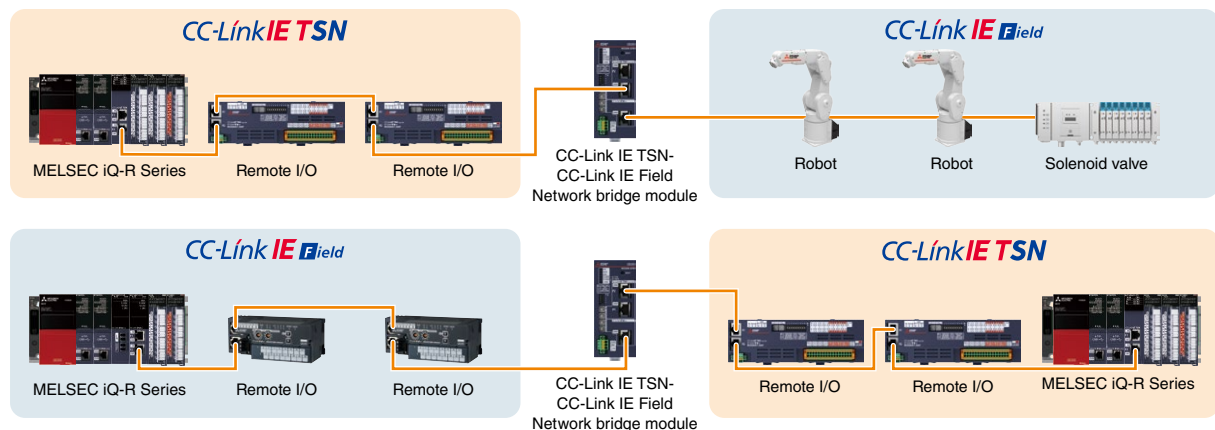 CC-Link IE TSN
CC-Link IE Field
MELSEC iQ-R Series
Remote I/O
Remote I/O
CC-Link IE TSN-
CC-Link IE Field
Network bridge module
Robot
Robot
Solenoid valve
CC-Link IE Field
CC-Link IE TSN
MELSEC iQ-R Series
Remote I/O
Remote I/O
CC-Link IE TSN-
CC-Link IE Field
Network bridge module
Remote I/O
Remote I/O
MELSEC iQ-R Series